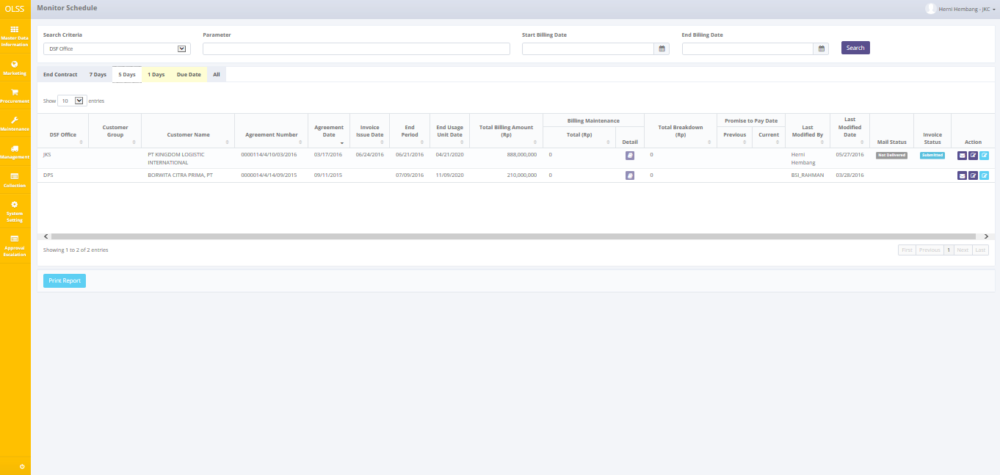 OLSS
Monitor Schedule
Herni Hembang - JKC
Master Data
Information
Marketing
Procurement
Maintenance
Management
Collection
System
Setting
Approval
Escalation
Search Criteria
Parameter
Start Billing Date
End Billing Date
DSF Office
Search
End Contract 7 Days 5 Days 1 Days Due Date All
Show 10 entries
Billing Maintenance
Promise to Pay Date
DSF Office
Customer
Group
Customer Name
Agreement Number
Agreement
Date
Invoice
Issue Date
End
Period
End Usage
Unit Date
Total Billing Amount
(Rp)
Total (Rp)
Detail
Total Breakdown
(Rp)
Previous
Current
Last
Modified By
Last
Modified
Date
Mail Status
Invoice
Status
Action
JKS PT KINGDOM LOGISTIC 0000114/4/10/03/2016 03/17/2016 06/24/2016 06/21/2016 04/21/2020 888,000,000 0 0 Herni 05/27/2016 Not Delivered Submitted
INTERNATIONAL Hembang
DPS BORWITA CITRA PRIMA, PT 0000014/4/14/09/2015 09/11/2015 07/09/2016 11/09/2020 210,000,000 0 0 BSI_RAHMAN 03/28/2016
Showing 1 to 2 of 2 entries
First Previous 1 Next Last
Print Report